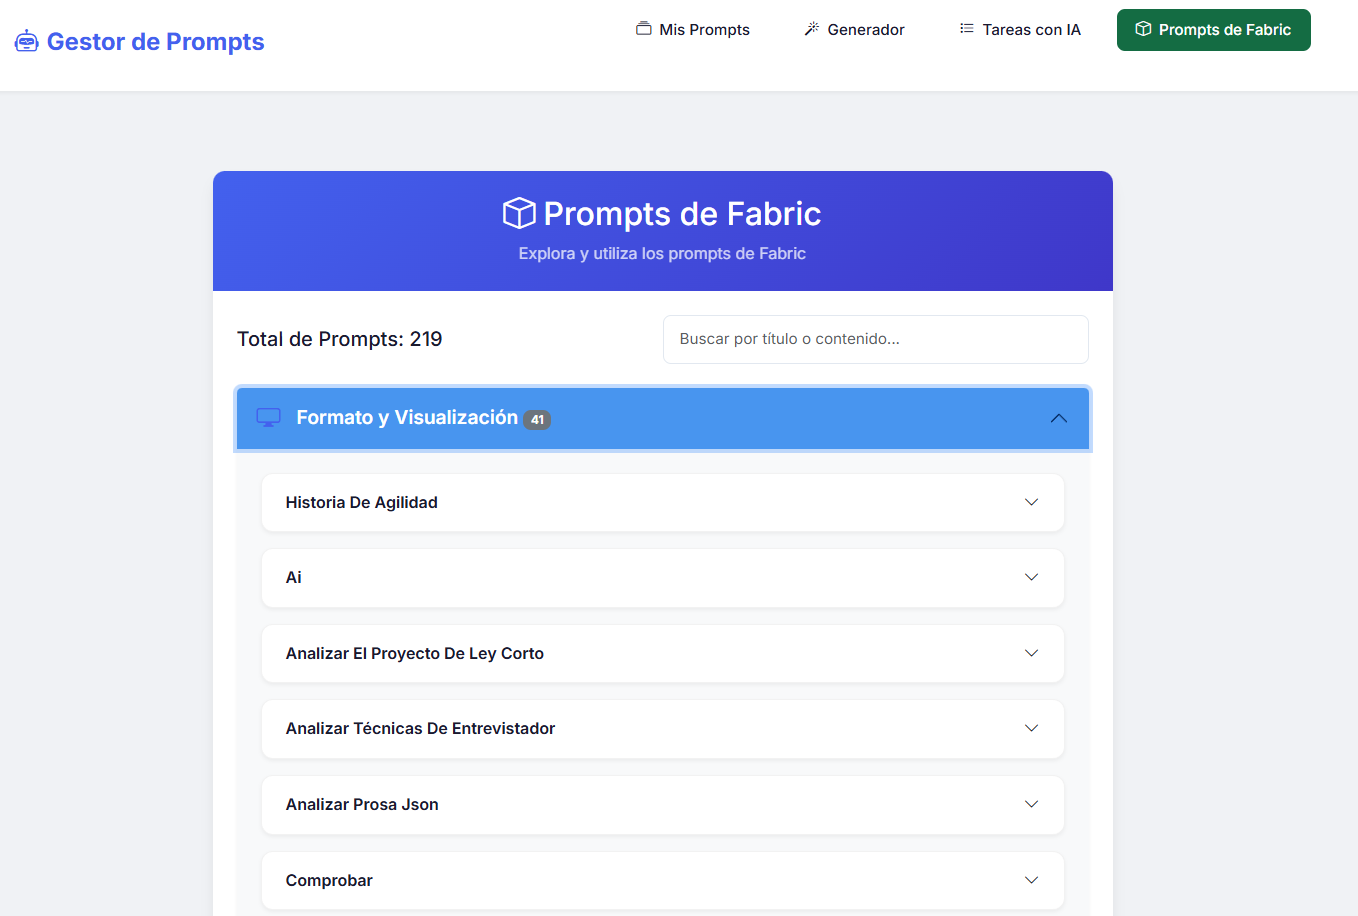 Gestor de Prompts
Mis Prompts
Generador
Tareas con IA
Prompts de Fabric
Prompts de Fabric
Explora y utiliza los prompts de Fabric
Total de Prompts: 219
Buscar por título o contenido...
Formato y Visualización 41
Historia De Agilidad
Ai
Analizar El Proyecto De Ley Corto
Analizar Técnicas De Entrevistador
Analizar Prosa Json
Comprobar